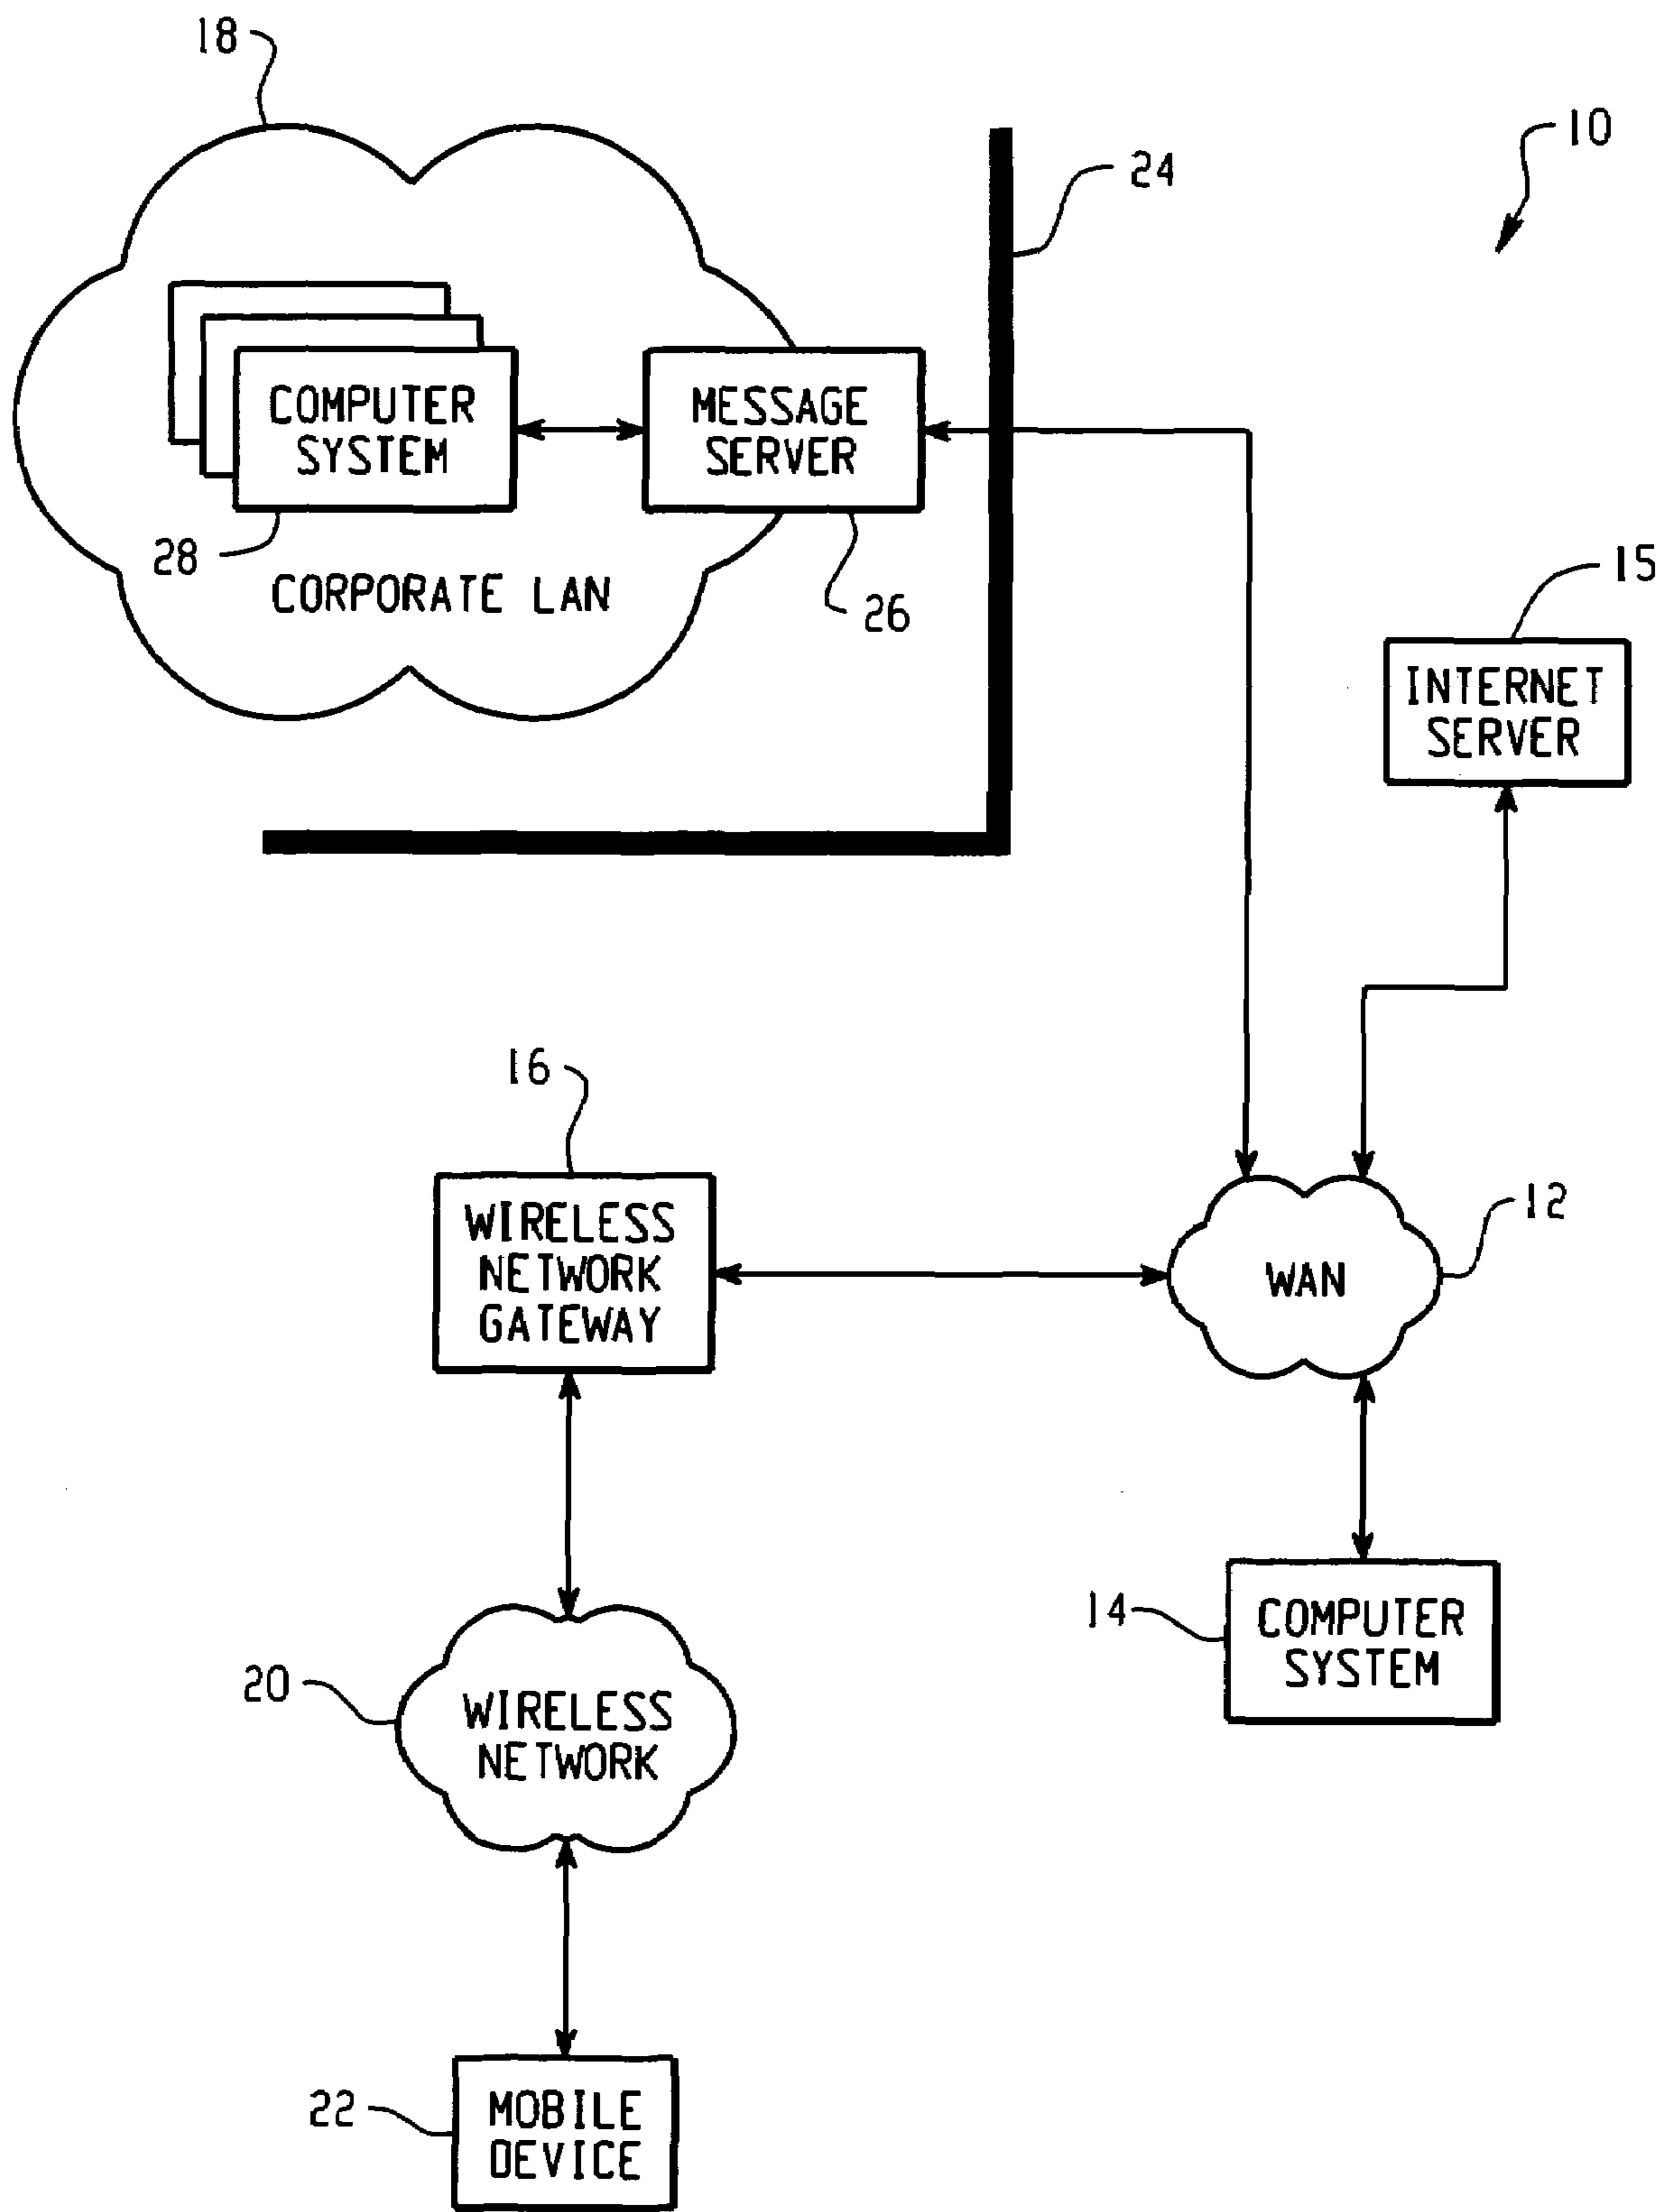 18
10
24
COMPUTER
SYSTEM
MESSAGE
SERVER
28
CORPORATE LAN
26
15
INTERNET
SERVER
16
WIRELESS
NETWORK
GATEWAY
12
WAN
14
COMPUTER
SYSTEM
20
WIRELESS
NETWORK
22
MOBILE
DEVICE